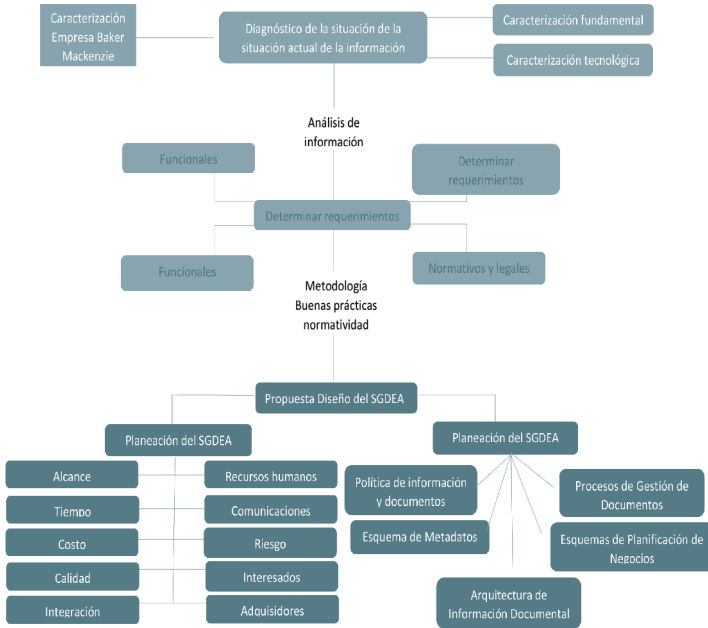 Caracterización
Empresa Baker
Mackenzie
Diagnóstico de la situación de la
situación actual de la información
Caracterización fundamental
Caracterización tecnológica
Análisis de
información
Funcionales
Determinar
requerimientos
Determinar requerimientos
Funcionales
Normativos y legales
Metodología
Buenas prácticas
normatividad
Propuesta Diseño del SGDEA
Planeación del SGDEA
Alcance
Recursos humanos
Tiempo
Comunicaciones
Costo
Riesgo
Calidad
Interesados
Integración
Adquisidores
Planeación del SGDEA
Política de información
y documentos
Procesos de Gestión de
Documentos
Esquema de Metadatos
Esquemas de Planificación de
Negocios
Arquitectura de
Información Documental